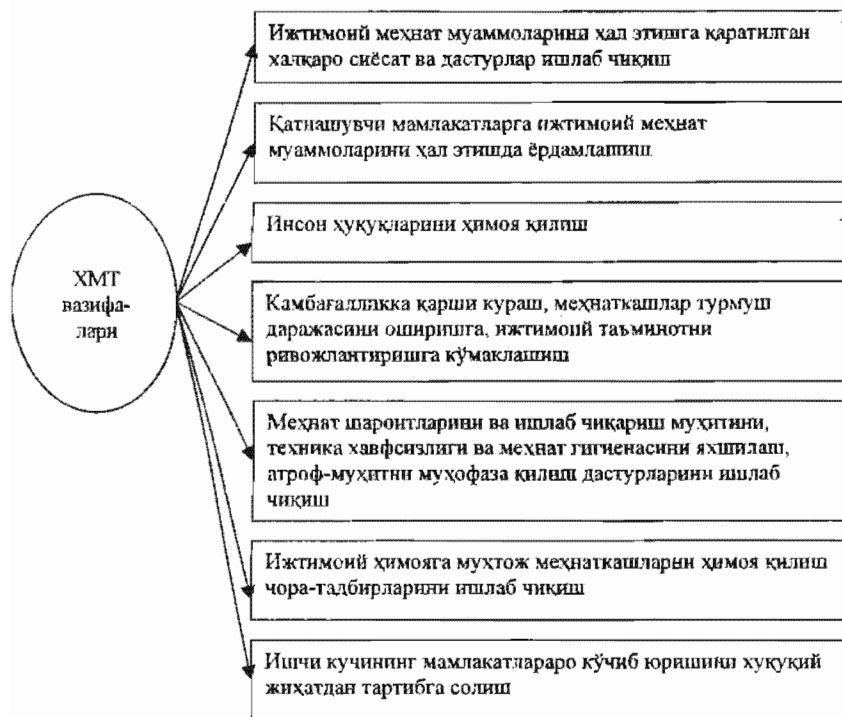 ХМТ
вазифа-
лари
Ижтимоий меҳнат муаммоларини ҳал этишга қаратилган
халқаро сиёсат ва дастурлар ишлаб чиқиш
Қатнашувчи мамлакатларга ижтимоий меҳнат
муаммоларини ҳал этишда ёрдамлашиш
Инсон ҳуқуқларини ҳимоя қилиш
Камбағалликка қарши кураш, меҳнаткашлар турмуш
даражасини оширишга, ижтимоий таъминотни
ривожлантиришга кўмаклашиш
Меҳнат шароитларини ва ишлаб чиқариш муҳитини,
техника хавфсизлиги ва меҳнат гигиенасини яхшилаш,
атроф-муҳитни муҳофаза қилиш дастурларини ишлаб
чиқиш
Ижтимоий ҳимояга муҳтож меҳнаткашларни ҳимоя қилиш
чора-тадбирларини ишлаб чиқиш
Ишчи кучининг мамлакатлараро кўчиб юришини хуқуқий
жиҳатдан тартибга солиш